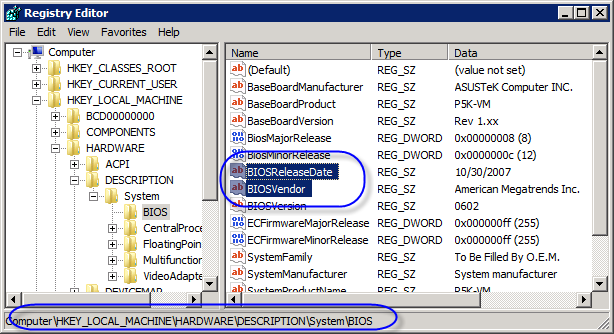 Registry Editor
File Edit View Favorites Help
Computer
HKEY_CLASSES_ROOT
HKEY_CURRENT_USER
HKEY_LOCAL_MACHINE
BCD00000000
COMPONENTS
HARDWARE
ACPI
DESCRIPTION
System
BIOS
CentralProce
FloatingPoin
Multifunction
VideoAdapte
DEVICEMAP
Name Type Data
(Default) REG_SZ (value not set)
BaseBoardManufacturer REG_SZ ASUSTeK Computer INC.
BaseBoardProduct REG_SZ P5K-VM
BaseBoardVersion REG_SZ Rev 1.xx
BiosMajorRelease REG_DWORD 0x00000008 (8)
BiosMinorRelease REG_DWORD 0x0000000c (12)
BIOSReleaseDate REG_SZ 10/30/2007
BIOSVendor REG_SZ American Megatrends Inc.
BIOSVersion REG_SZ 0602
ECFirmwareMajorRelease REG_DWORD 0x000000ff (255)
ECFirmwareMinorRelease REG_DWORD 0x000000ff (255)
SystemFamily REG_SZ To Be Filled By O.E.M.
SystemManufacturer REG_SZ System manufacturer
SystemProductName REG_SZ P5K-VM
Computer\HKEY_LOCAL_MACHINE\HARDWARE\DESCRIPTION\System\BIOS